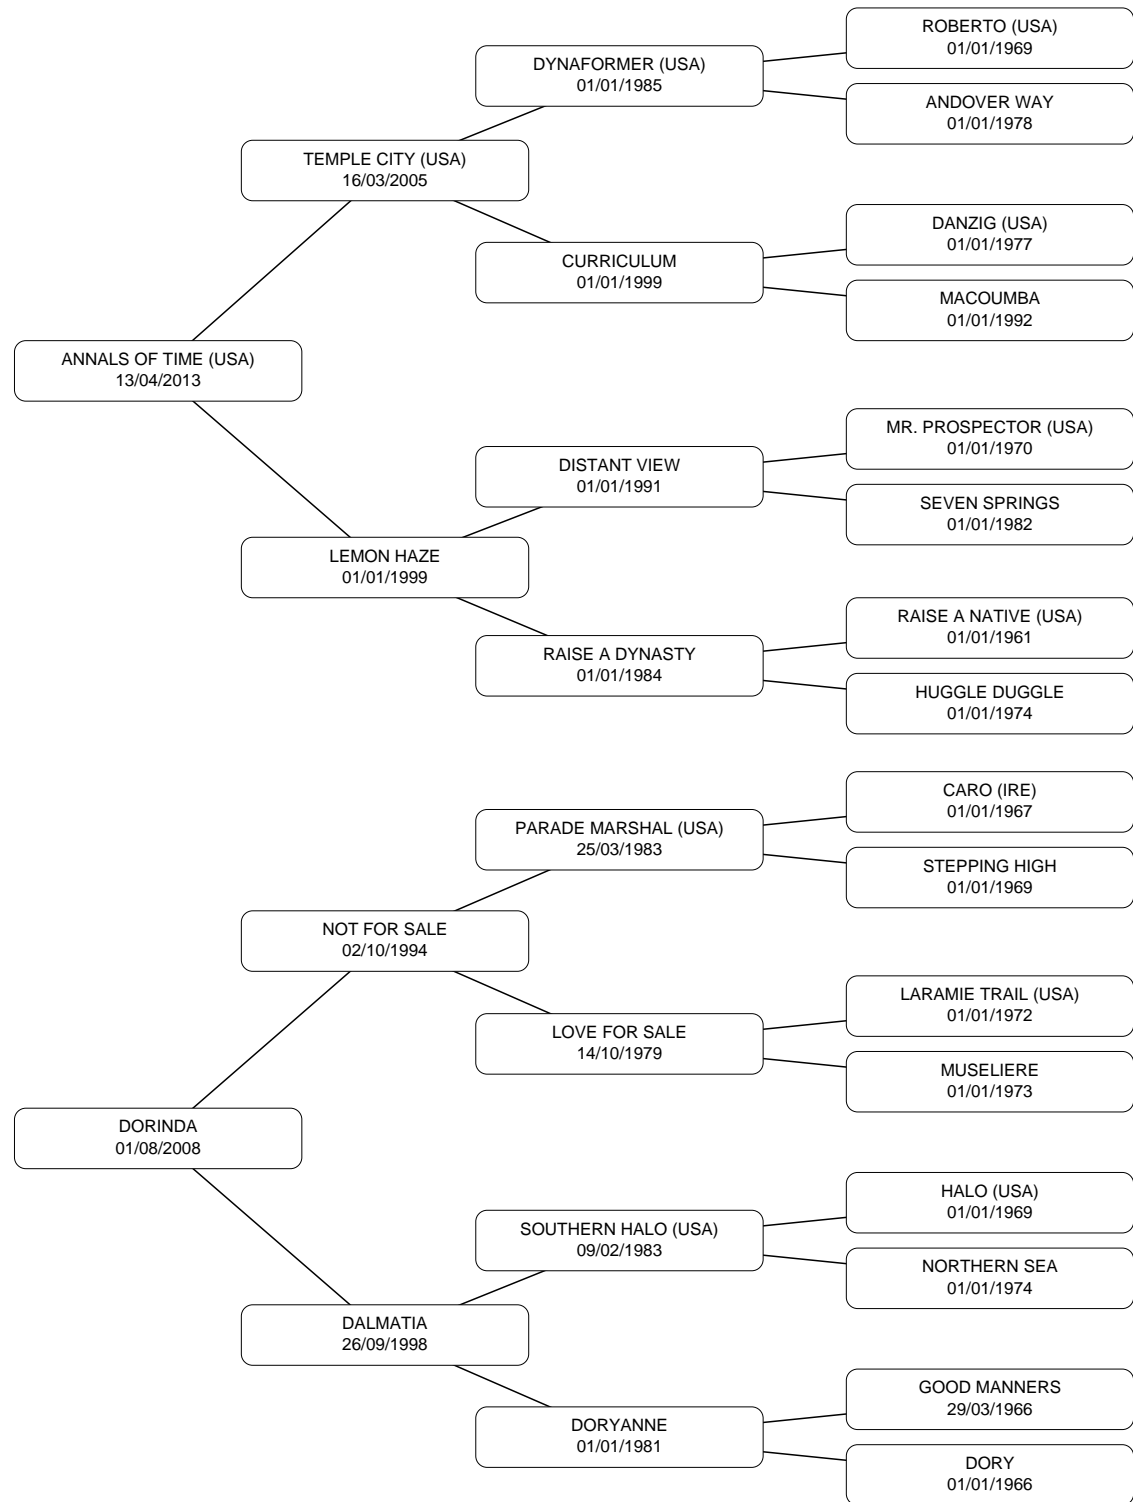 ROBERTO (USA)
01/01/1969
DYNAFORMER (USA)
01/01/1985
ANDOVER WAY
01/01/1978
TEMPLE CITY (USA)
16/03/2005
DANZIG (USA)
01/01/1977
CURRICULUM
01/01/1999
MACOUMBA
01/01/1992
ANNALS OF TIME (USA)
13/04/2013
MR. PROSPECTOR (USA)
01/01/1970
DISTANT VIEW
01/01/1991
SEVEN SPRINGS
01/01/1982
LEMON HAZE
01/01/1999
RAISE A NATIVE (USA)
01/01/1961
RAISE A DYNASTY
01/01/1984
HUGGLE DUGGLE
01/01/1974
CARO (IRE)
01/01/1967
PARADE MARSHAL (USA)
25/03/1983
STEPPING HIGH
01/01/1969
NOT FOR SALE
02/10/1994
LARAMIE TRAIL (USA)
01/01/1972
LOVE FOR SALE
14/10/1979
MUSELIERE
01/01/1973
DORINDA
01/08/2008
HALO (USA)
01/01/1969
SOUTHERN HALO (USA)
09/02/1983
NORTHERN SEA
01/01/1974
DALMATIA
26/09/1998
GOOD MANNERS
29/03/1966
DORYANNE
01/01/1981
DORY
01/01/1966